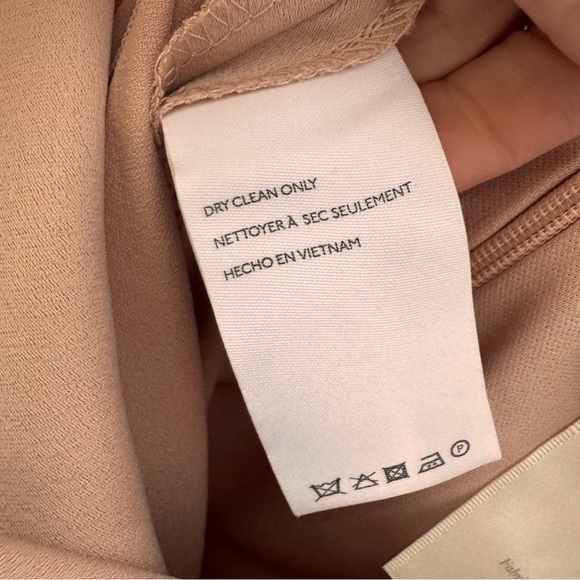 DRY CLEAN ONLY
NETTOYER À SEC SEULEMENT
HECHO EN VIETNAM
P